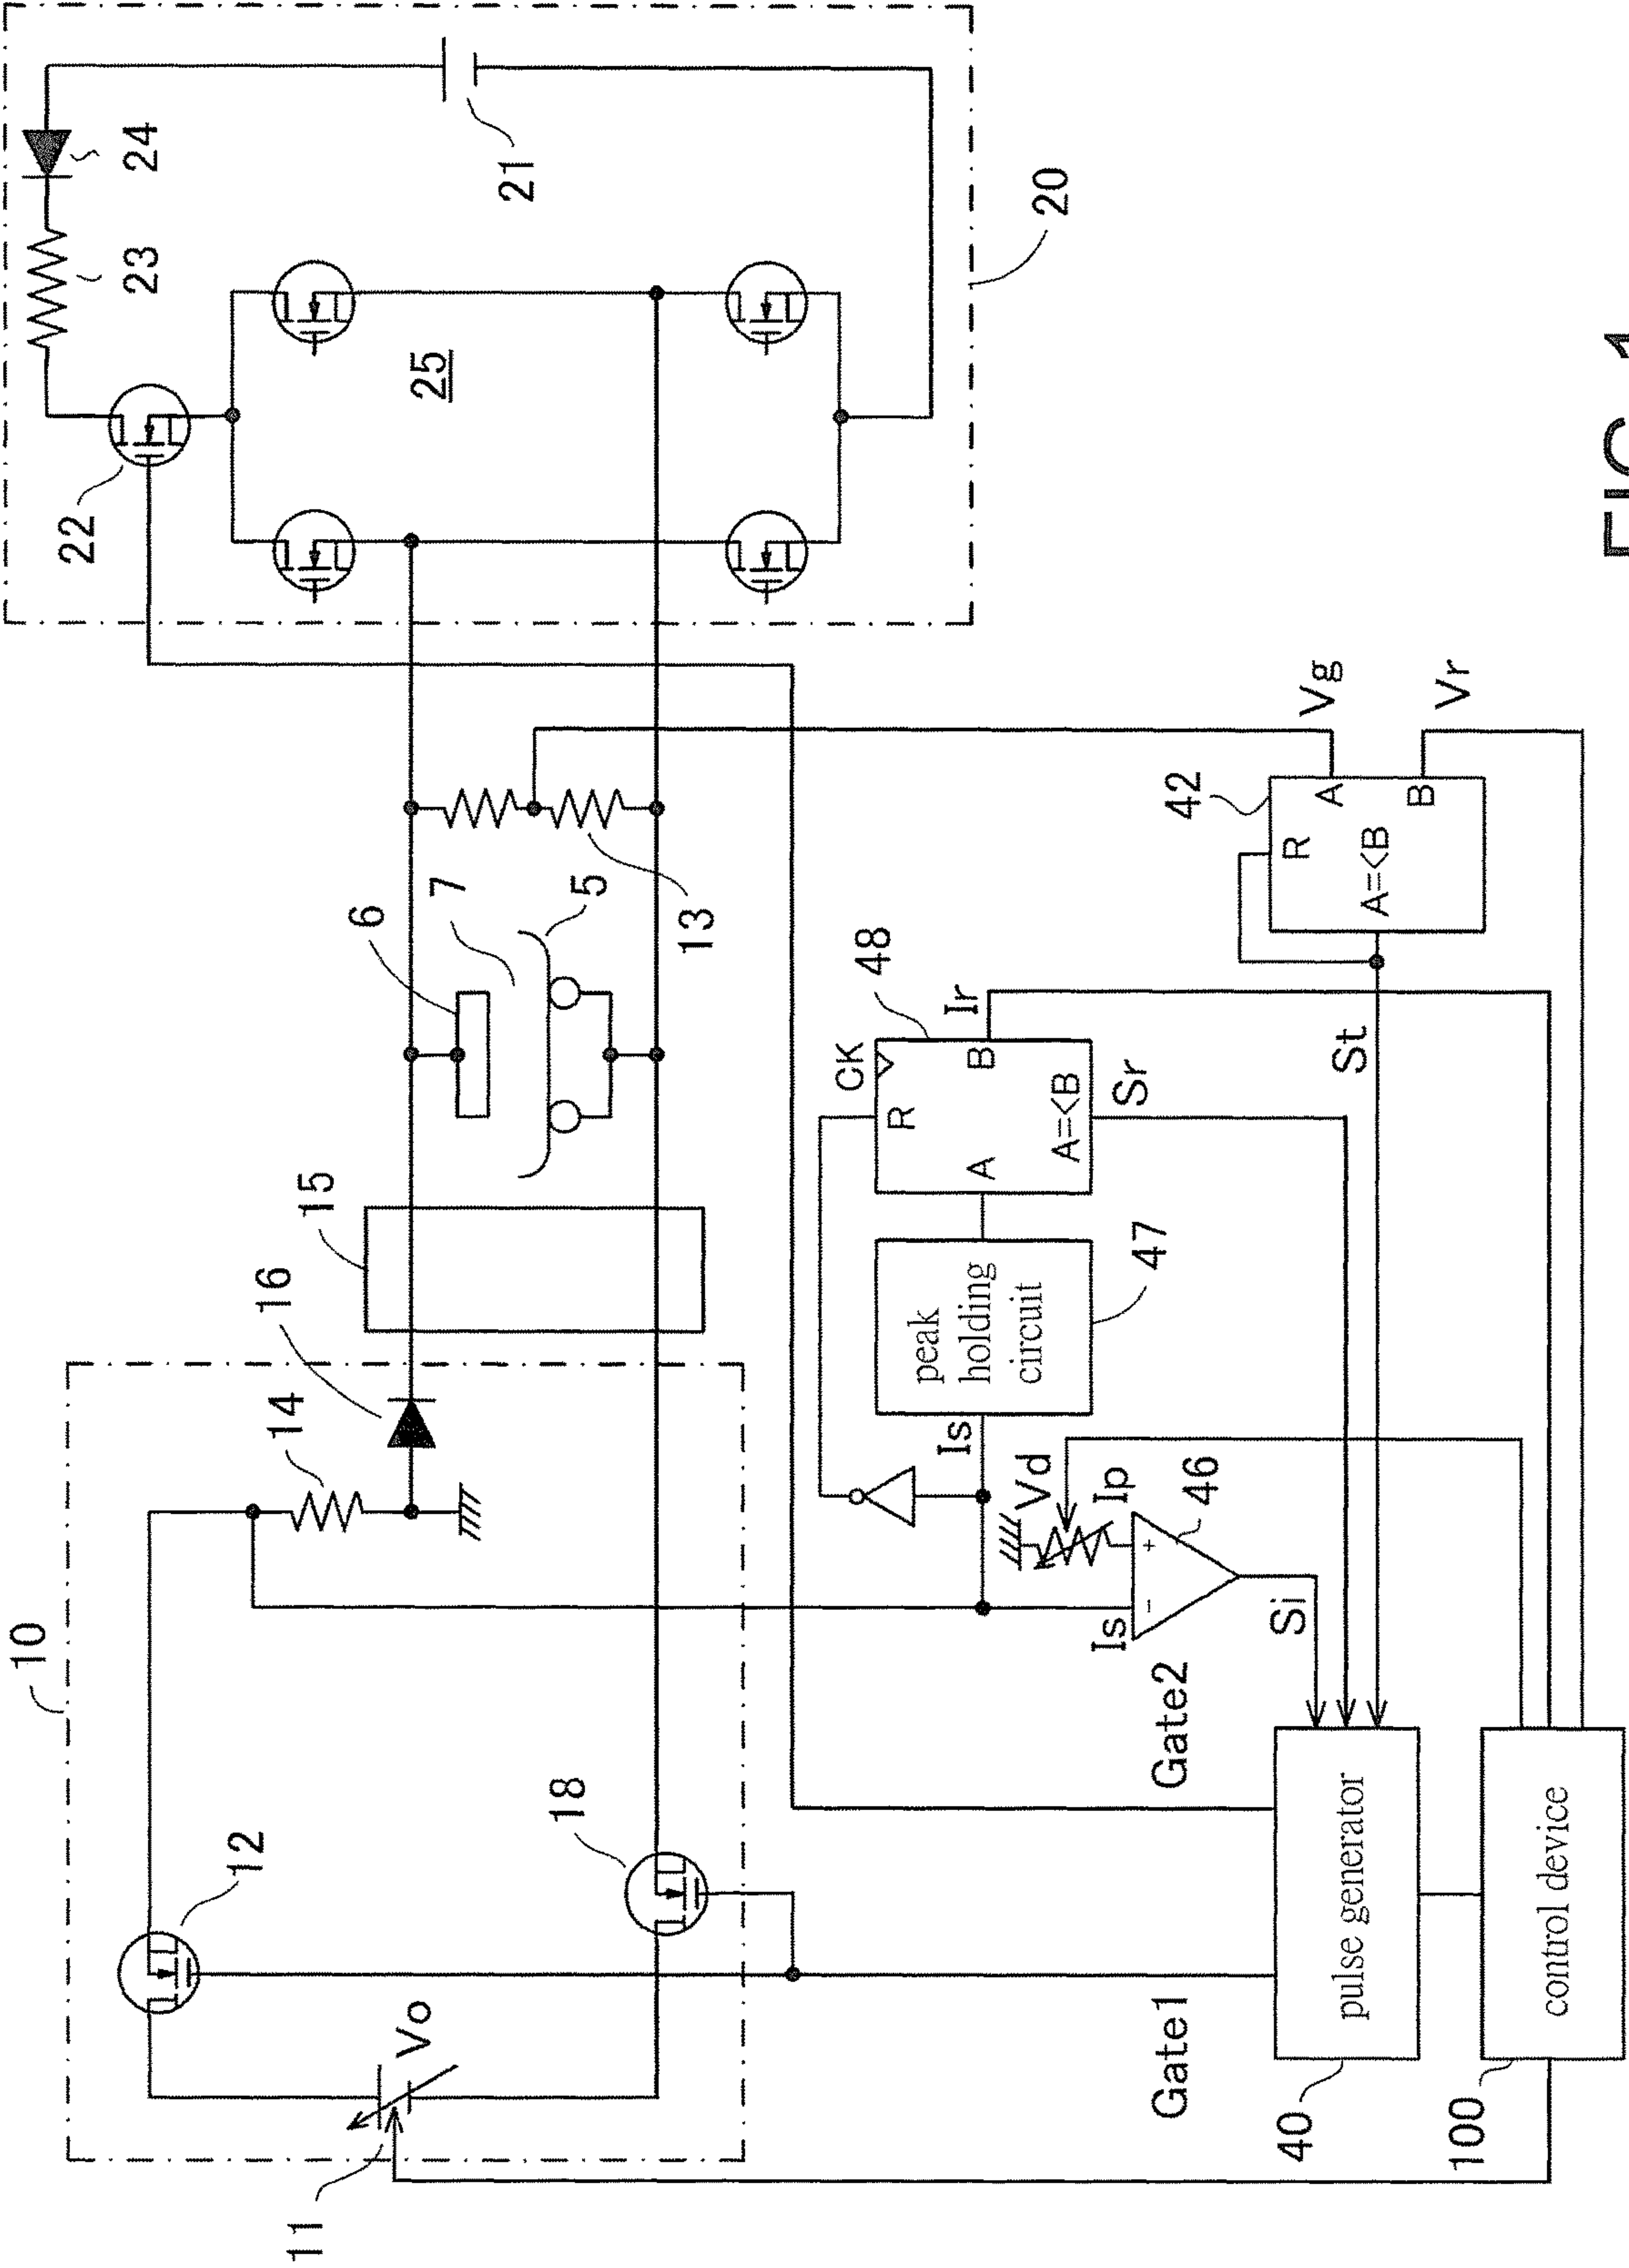 10
22
23
24
12
16
14
11
15
6
Vo
25
7
21
18
5
13
CK
48
R
peak
holding
circuit
47
Is
A
B
Ir
A=<B
Sr
20
Vd
Ip
Is
+
-
46
Gate1
Gate2
42
Si
R
Vg
A
St
A=<B
B
Vr
40
pulse generator
100
control device
FIG. 1